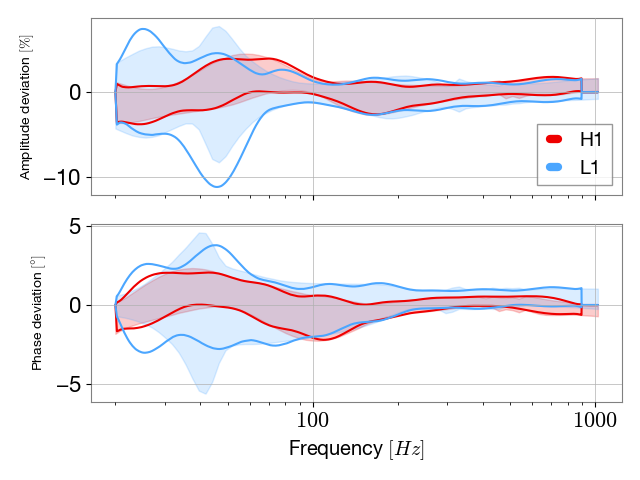 Amplitude deviation [%]
0
−10
H1
L1
Phase deviation [°]
5
0
−5
100
1000
Frequency [Hz]